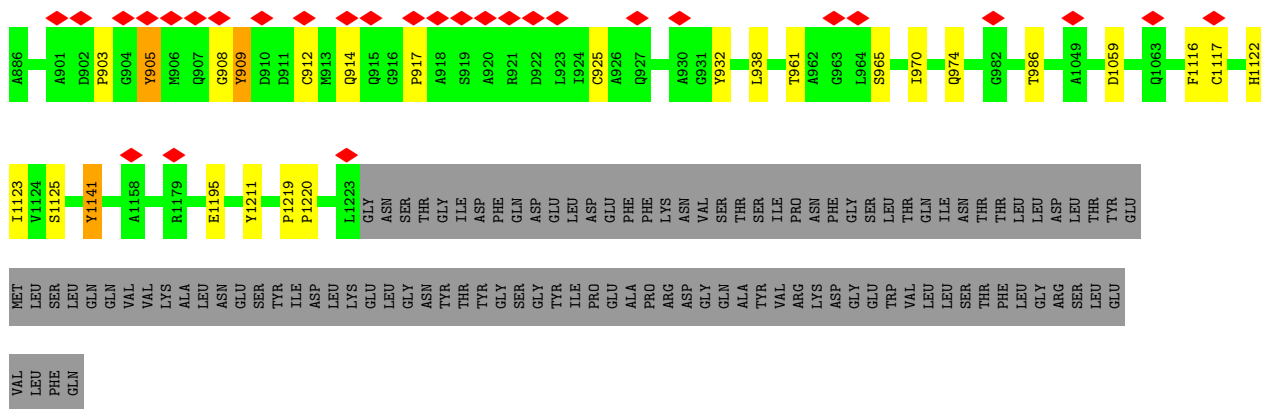 A886 A901 D902 P903 G904 Y905 M906 Q907 G908 Y909 D910 D911 C912 M913 Q914 Q915 G916 P917 A918 S919 A920 R921 D922 L923 I924 C925 A926 Q927 A930 G931 Y932 L938 T961 A962 G963 L964 S965 I970 Q974 G982 T986 A1049 D1059 Q1063 F1116 C1117 H1122
I1123 V1124 S1125 Y1141 A1158 R1179 E1195 Y1211 P1219 P1220 L1223 GLY ASN SER THR GLY ILE ASP PHE GLN ASP GLU LEU ASP GLU PHE PHE LYS ASN VAL SER THR SER ILE PRO ASN PHE GLY SER LEU THR GLN ILE ASN THR THR LEU LEU ASP LEU THR TYR GLU
MET LEU SER LEU GLN GLN VAL VAL LYS ALA LEU ASN GLU SER TYR ILE ASP LEU LYS GLU LEU GLY ASN TYR THR TYR GLY SER GLY TYR ILE PRO GLU ALA PRO ARG ASP GLY GLN ALA TYR VAL ARG LYS ASP GLY GLU TRP VAL LEU LEU SER THR PHE LEU GLY ARG SER LEU GLU
VAL LEU PHE GLN